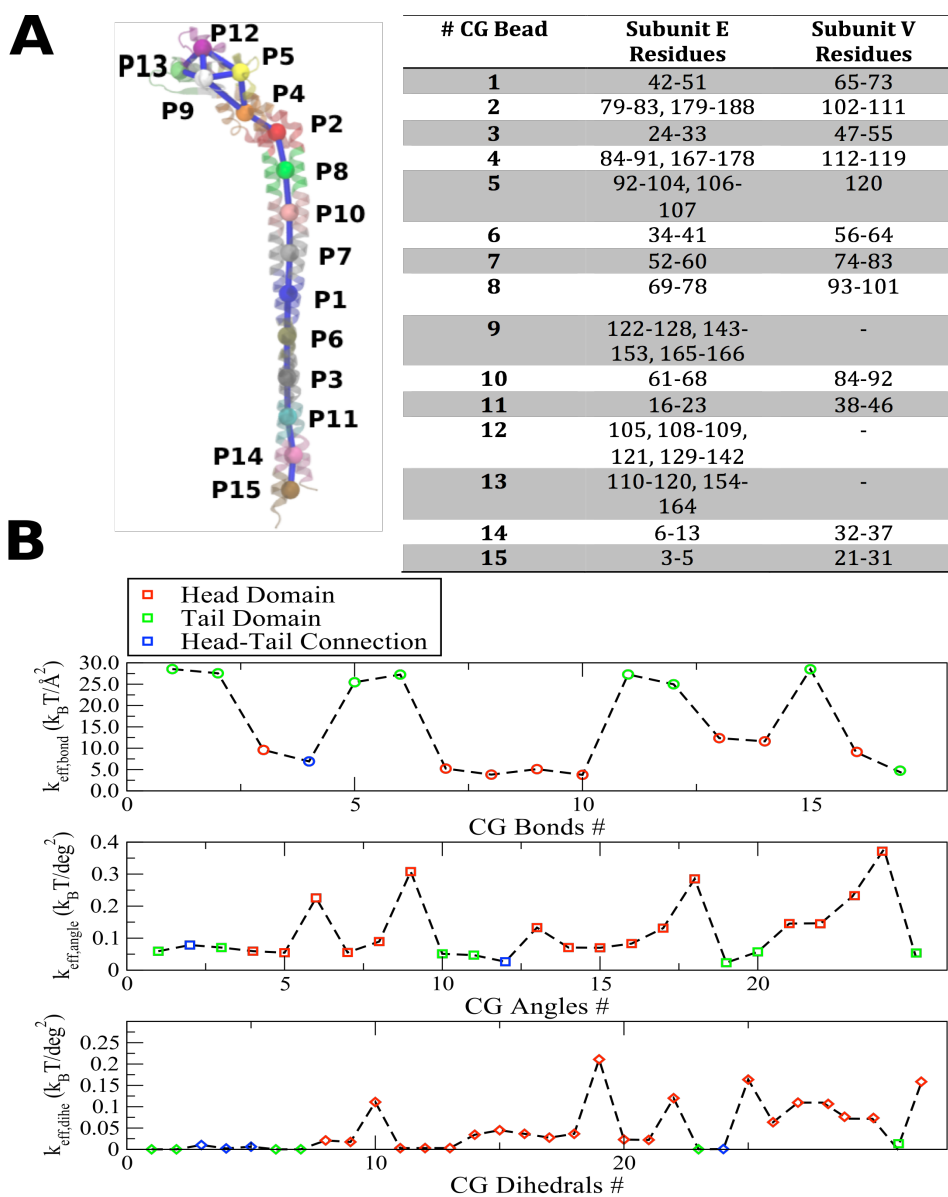 A
P12
P13
P5
P9
P4
P2
P8
P10
P7
P1
P6
P3
P11
P14
P15
# CG Bead Subunit E Residues Subunit V Residues
1 42-51 65-73
2 79-83, 179-188 102-111
3 24-33 47-55
4 84-91, 167-178 112-119
5 92-104, 106-107 120
6 34-41 56-64
7 52-60 74-83
8 69-78 93-101
9 122-128, 143-153, 165-166 -
10 61-68 84-92
11 16-23 38-46
12 105, 108-109, 121, 129-142 -
13 110-120, 154-164 -
14 6-13 32-37
15 3-5 21-31
B
Head Domain
Tail Domain
Head-Tail Connection
k_eff,bond (k_BT/Å^2)
30.0
25.0
20.0
15.0
10.0
5.0
0.0
0 5 10 15
CG Bonds #
k_eff,angle (k_BT/deg^2)
0.4
0.3
0.2
0.1
0
5 10 15 20
CG Angles #
k_eff,dihe (k_BT/deg^2)
0.25
0.2
0.15
0.1
0.05
0
0 10 20
CG Dihedrals #